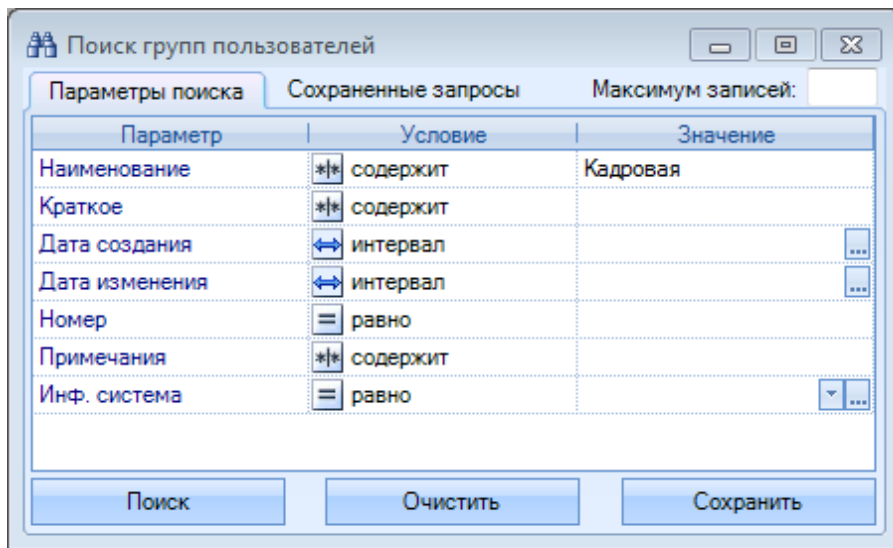 Поиск групп пользователей
Параметры поиска Сохраненные запросы Максимум записей:
Параметр Условие Значение
Наименование содержит Кадровая
Краткое содержит
Дата создания интервал ...
Дата изменения интервал ...
Номер = равно
Примечания содержит
Инф. система = равно ...
Поиск Очистить Сохранить